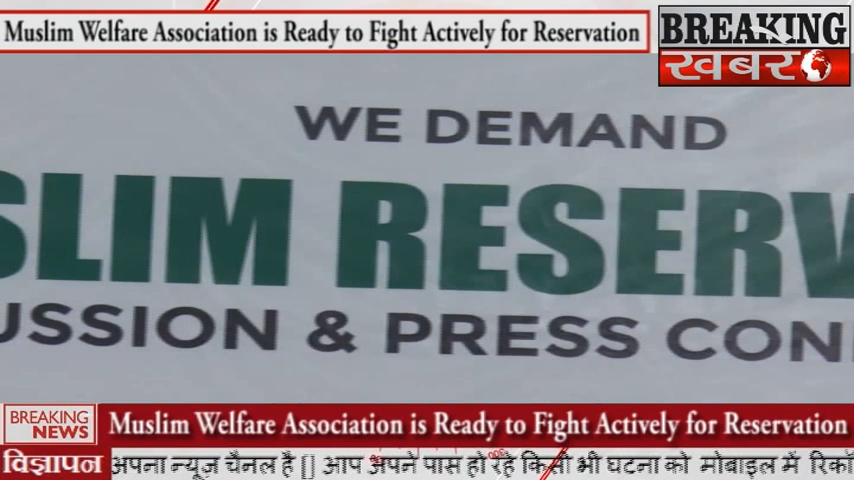 Muslim Welfare Association is Ready to Fight Actively for Reservation
BREAKING
खबर
WE DEMAND
SLIM RESERV
USSION & PRESS CON
BREAKING NEWS
Muslim Welfare Association is Ready to Fight Actively for Reservation
विज्ञापन
अपना न्यूज़ चैनल है [] आप अपने पास हो रहे किसी भी घटना को मोबाइल में रिकॉ